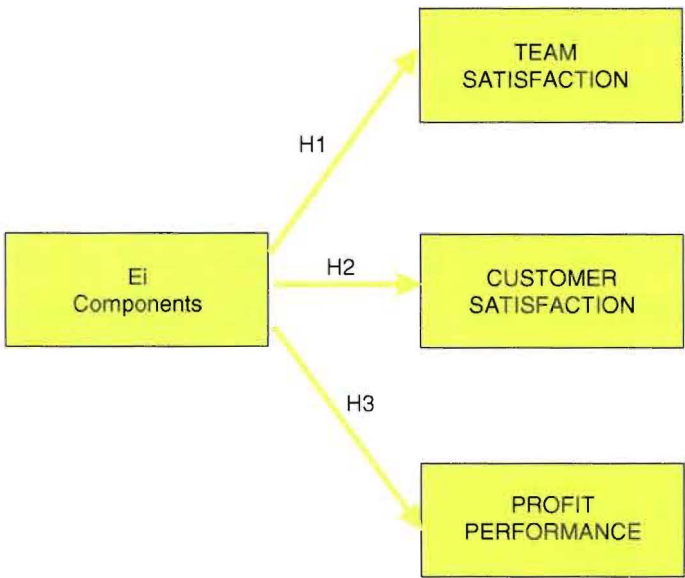 TEAM
SATISFACTION
H1
Ei
Components
H2
CUSTOMER
SATISFACTION
H3
PROFIT
PERFORMANCE